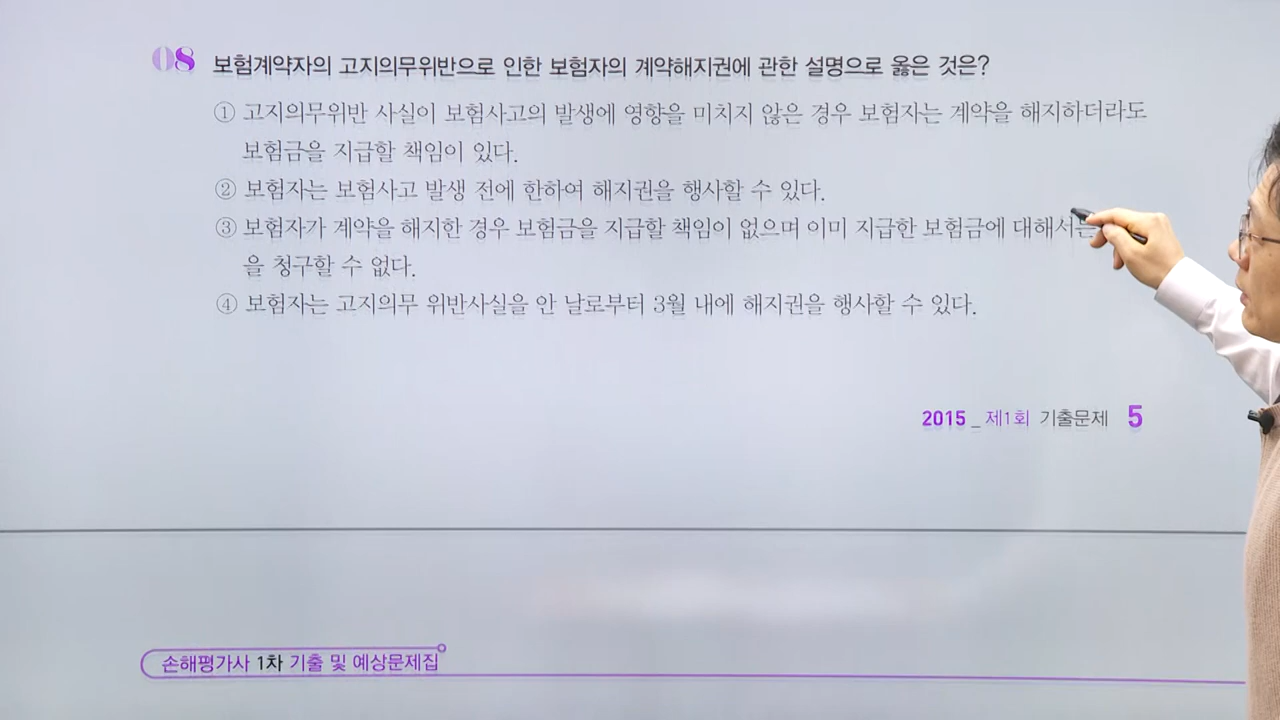 08 보험계약자의 고지의무위반으로 인한 보험자의 계약해지권에 관한 설명으로 옳은 것은?
① 고지의무위반 사실이 보험사고의 발생에 영향을 미치지 않은 경우 보험자는 계약을 해지하더라도
보험금을 지급할 책임이 있다.
② 보험자는 보험사고 발생 전에 한하여 해지권을 행사할 수 있다.
③ 보험자가 계약을 해지한 경우 보험금을 지급할 책임이 없으며 이미 지급한 보험금에 대해서는
을 청구할 수 없다.
④ 보험자는 고지의무 위반사실을 안 날로부터 3월 내에 해지권을 행사할 수 있다.
2015 _ 제1회 기출문제 5
손해평가사 1차 기출 및 예상문제집